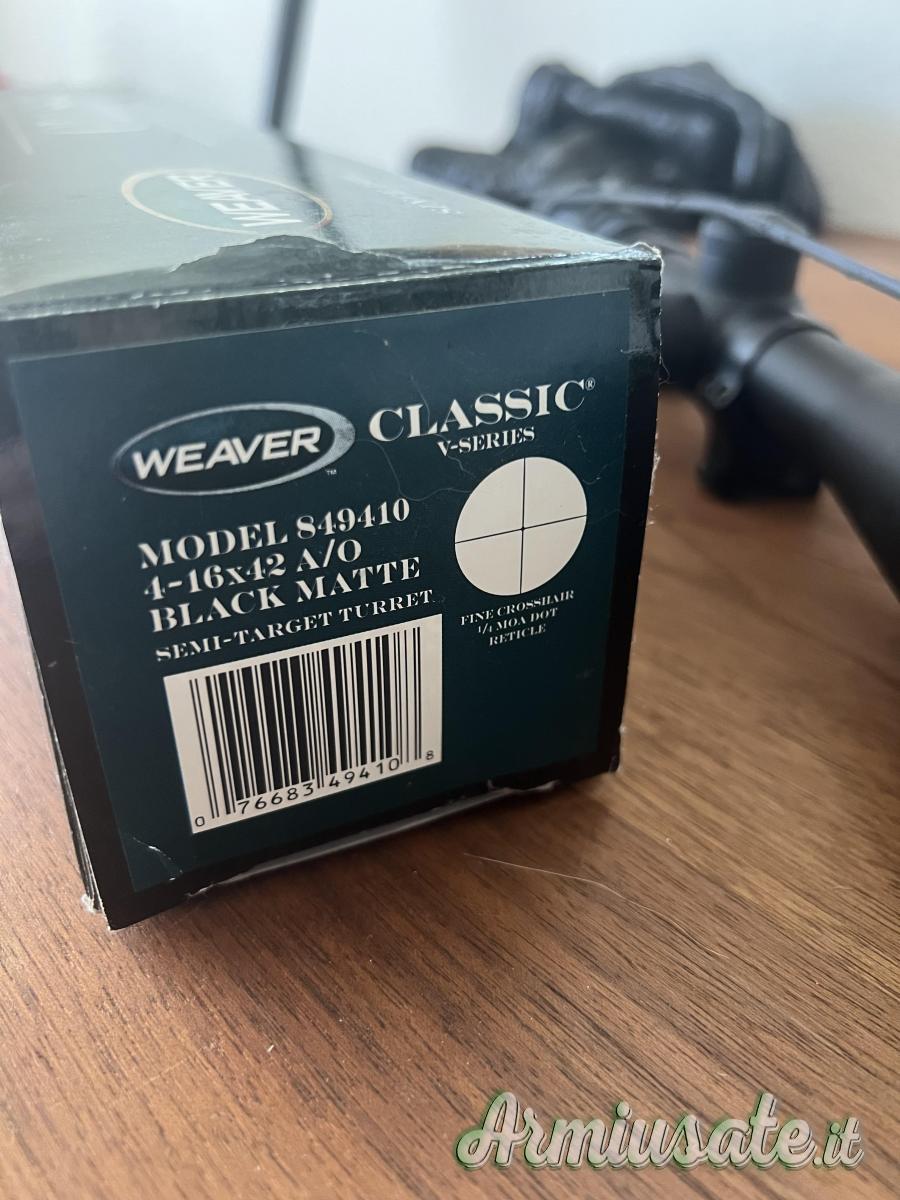 WEAVER
WEAVER™ CLASSIC®
V-SERIES
MODEL 849410
4-16x42 A/O
BLACK MATTE
SEMI-TARGET TURRET
FINE CROSSHAIR
1/4 MOA DOT
RETICLE
0 76683 49410 8
Armiusate.it